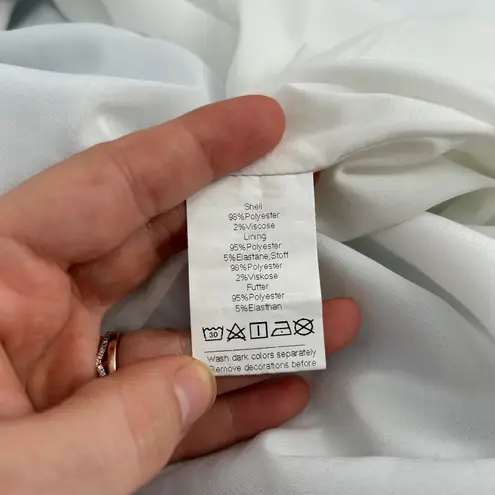 Shell
98%Polyester
2%Viscose
Lining
95%Polyester
5%Elastane,Stoff
98%Polyester
2%Viskose
Futter
95%Polyester
5%Elasthan
30
Wash dark colors separately
Remove decorations before